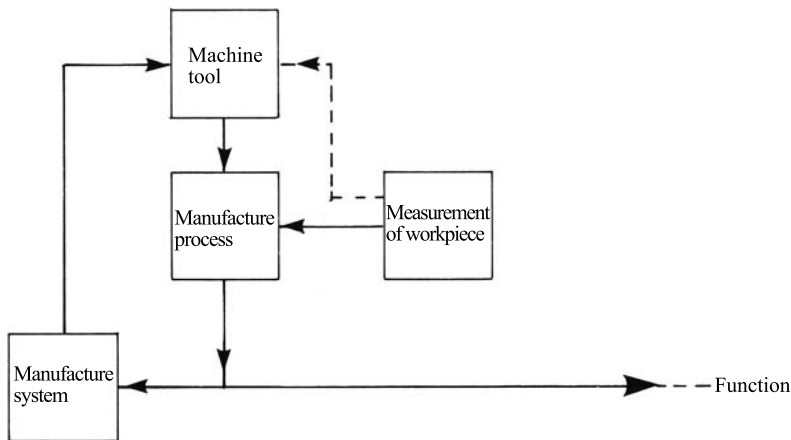 Machine
tool
Manufacture
process
Measurement
of workpiece
Manufacture
system
Function